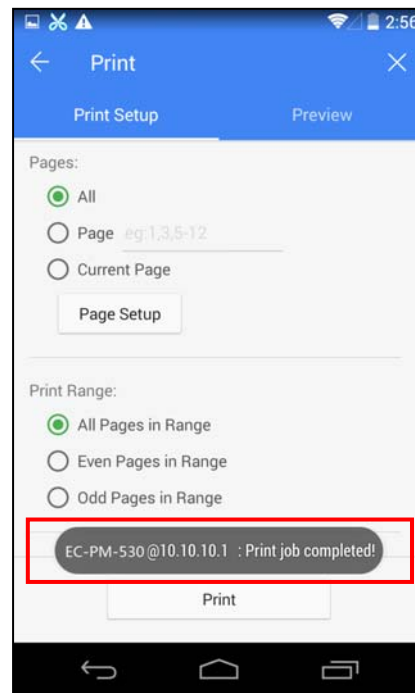 2:56
Print
Print Setup Preview
Pages:
All
Page eg:1,3,5-12
Current Page
Page Setup
Print Range:
All Pages in Range
Even Pages in Range
Odd Pages in Range
EC-PM-530@10.10.10.1 : Print job completed!
Print